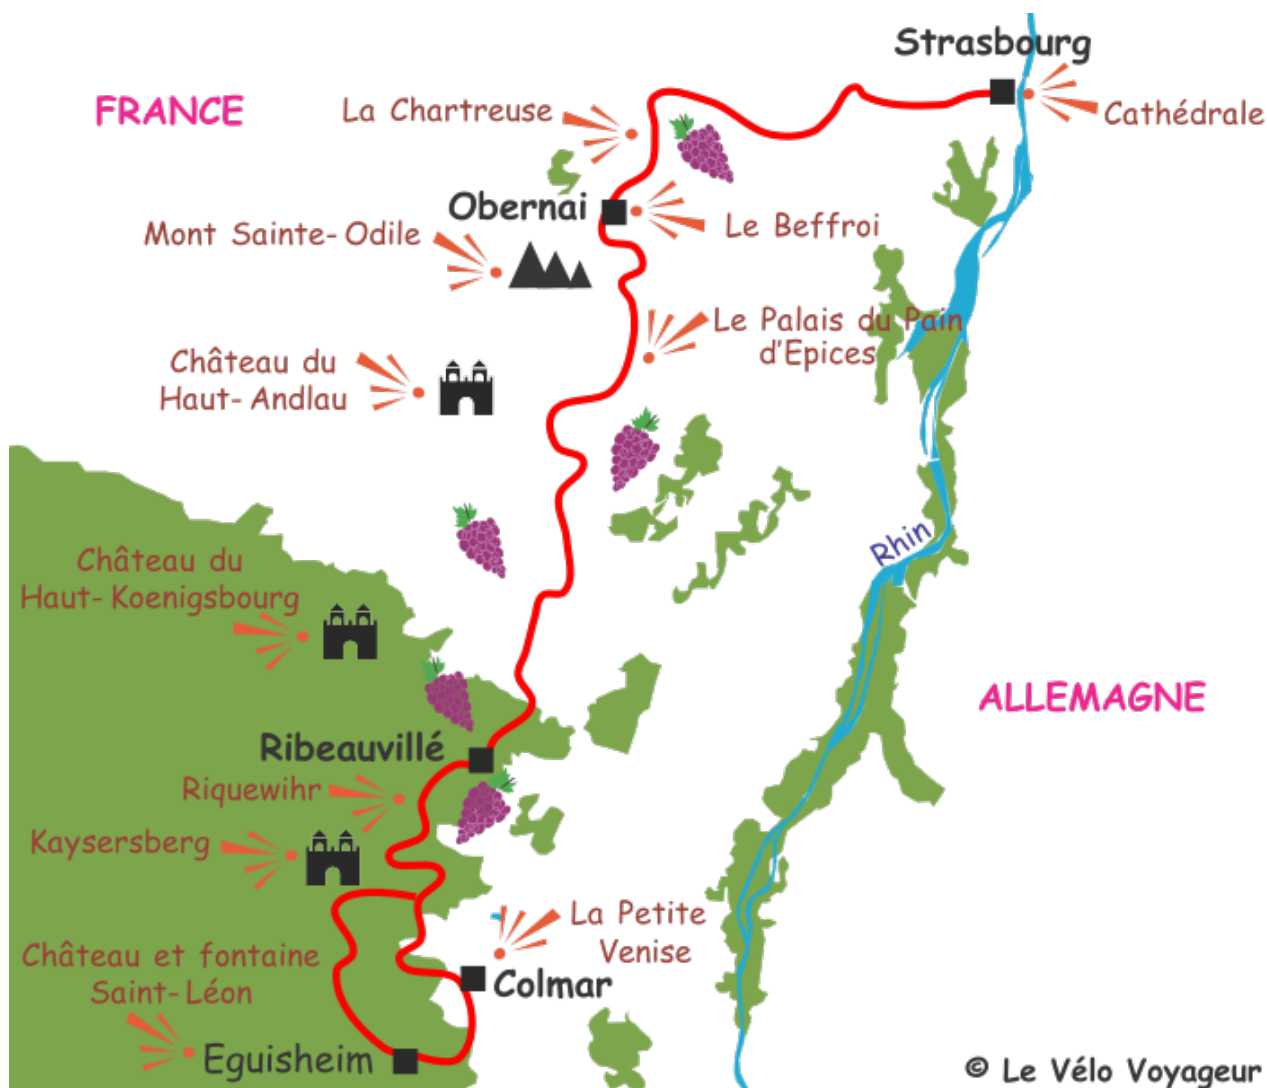 Strasbourg
FRANCE
La Chartreuse
Cathédrale
Obernai
Le Beffroi
Mont Sainte-Odile
Le Palais du Pain
d'Epices
Château du
Haut-Andlau
Rhin
Château du
Haut-Koenigsbourg
ALLEMAGNE
Ribeauvillé
Riquewihr
Kaysersberg
La Petite
Venise
Château et fontaine
Saint-Léon
Colmar
Eguisheim
© Le Vélo Voyageur